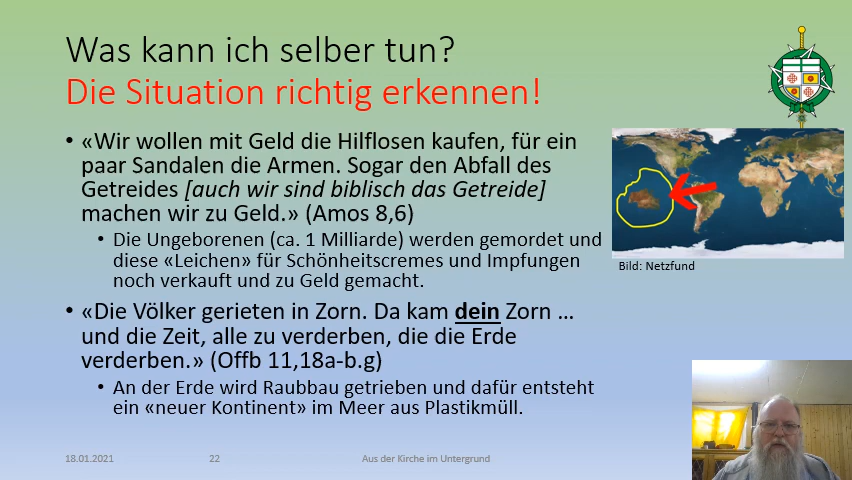 Was kann ich selber tun?
Die Situation richtig erkennen!
• «Wir wollen mit Geld die Hilflosen kaufen, für ein
paar Sandalen die Armen. Sogar den Abfall des
Getreides [auch wir sind biblisch das Getreide]
machen wir zu Geld.» (Amos 8,6)
• Die Ungeborenen (ca. 1 Milliarde) werden gemordet und
diese «Leichen» für Schönheitscremes und Impfungen
noch verkauft und zu Geld gemacht.
• «Die Völker gerieten in Zorn. Da kam dein Zorn ...
und die Zeit, alle zu verderben, die die Erde
verderben.» (Offb 11,18a-b.g)
• An der Erde wird Raubbau getrieben und dafür entsteht
ein «neuer Kontinent» im Meer aus Plastikmüll.
Bild: Netzfund
18.01.2021
22
Aus der Kirche im Untergrund